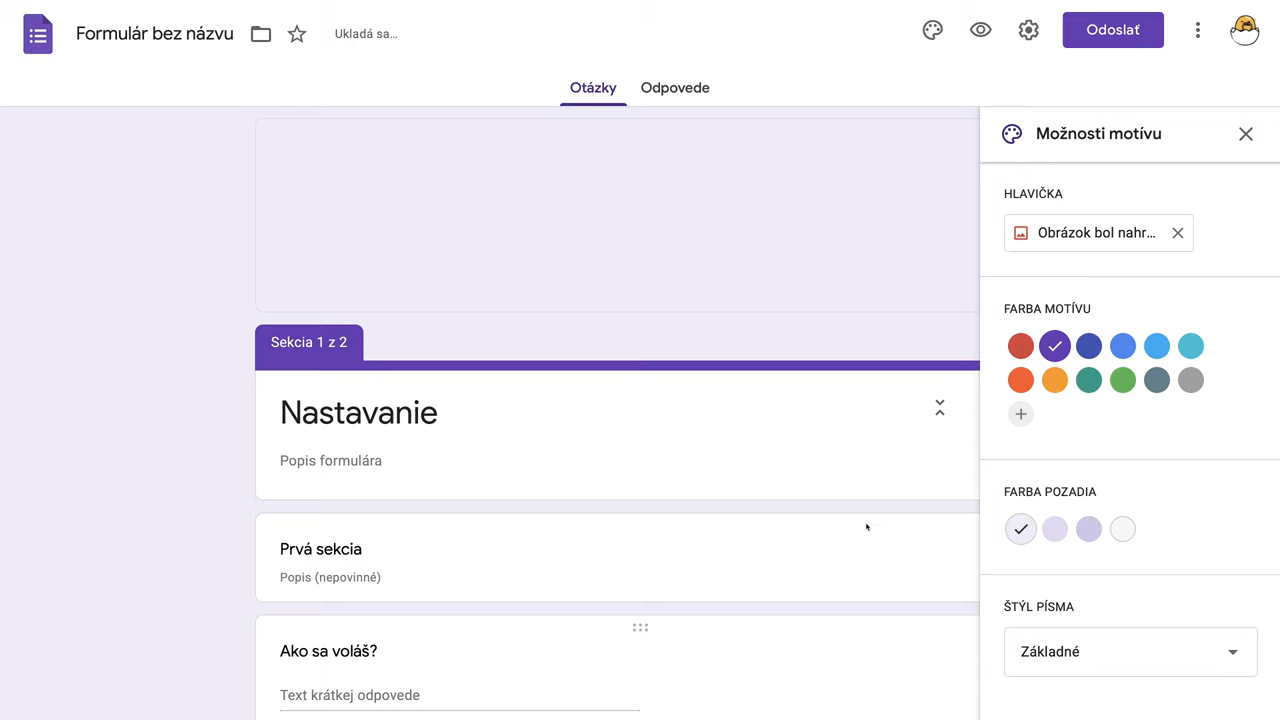 Formulár bez názvu
Ukladá sa...
Odoslať
Otázky
Odpovede
Možnosti motívu
HLAVIČKA
Obrázok bol nahr...
FARBA MOTÍVU
Sekcia 1 z 2
Nastavanie
Popis formulára
FARBA POZADIA
Prvá sekcia
Popis (nepovinné)
ŠTÝL PÍSMA
Základné
Ako sa voláš?
Text krátkej odpovede